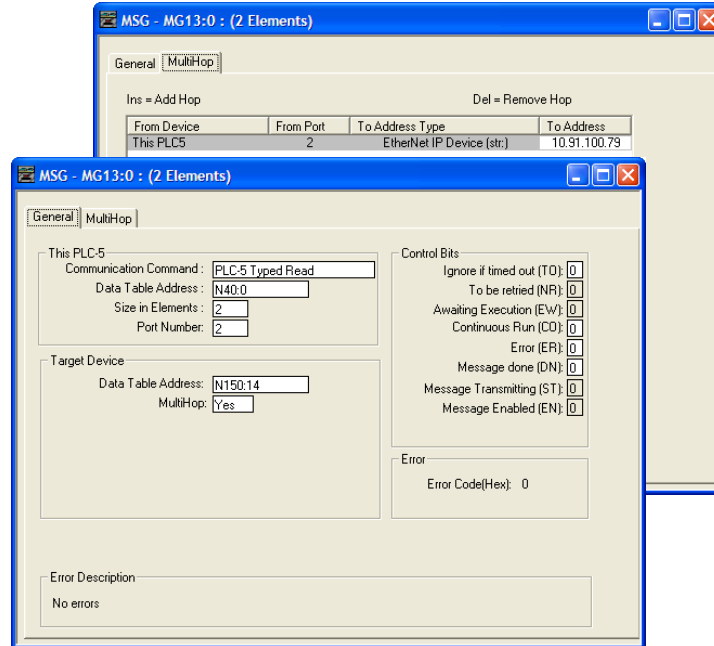 MSG - MG13:0 : (2 Elements)
General MultiHop
Ins = Add Hop Del = Remove Hop
From Device From Port To Address Type To Address
This PLC5 2 EtherNet IP Device (str:) 10.91.100.79
MSG - MG13:0 : (2 Elements)
General MultiHop
This PLC-5
Communication Command : PLC-5 Typed Read
Data Table Address : N40:0
Size in Elements : 2
Port Number: 2
Target Device
Data Table Address: N150:14
MultiHop: Yes
Control Bits
Ignore if timed out (TO): 0
To be retried (NR): 0
Awaiting Execution (EW): 0
Continuous Run (CO): 0
Error (ER): 0
Message done (DN): 0
Message Transmitting (ST): 0
Message Enabled (EN): 0
Error
Error Code(Hex): 0
Error Description
No errors